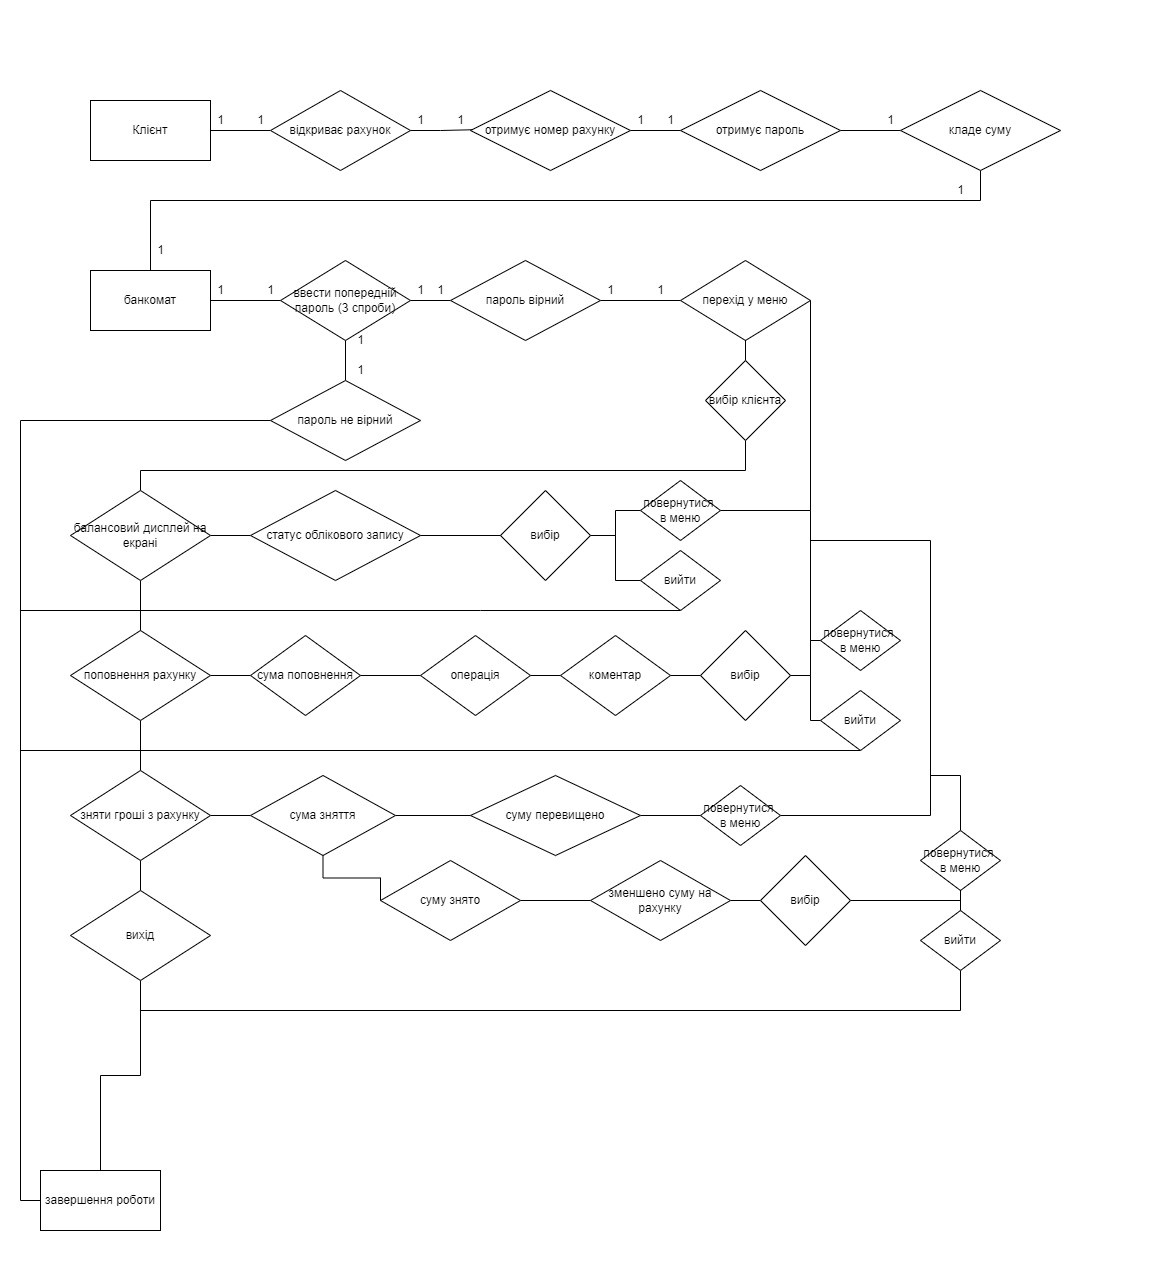 Клієнт
1
1
відкриває рахунок
1
1
отримує номер рахунку
1
1
отримує пароль
1
кладе суму
1
1
банкомат
1
1
ввести попередній
пароль (3 спроби)
1
1
пароль вірний
1
1
перехід у меню
1
1
вибір клієнта
пароль не вірний
балансовий дисплей на
екрані
статус облікового запису
вибір
повернутися
в меню
вийти
поповнення рахунку
сума поповнення
операція
коментар
вибір
повернутися
в меню
вийти
зняти гроші з рахунку
сума зняття
суму перевищено
повернутися
в меню
повернутися
в меню
суму знято
зменшено суму на
рахунку
вибір
вийти
вихід
завершення роботи